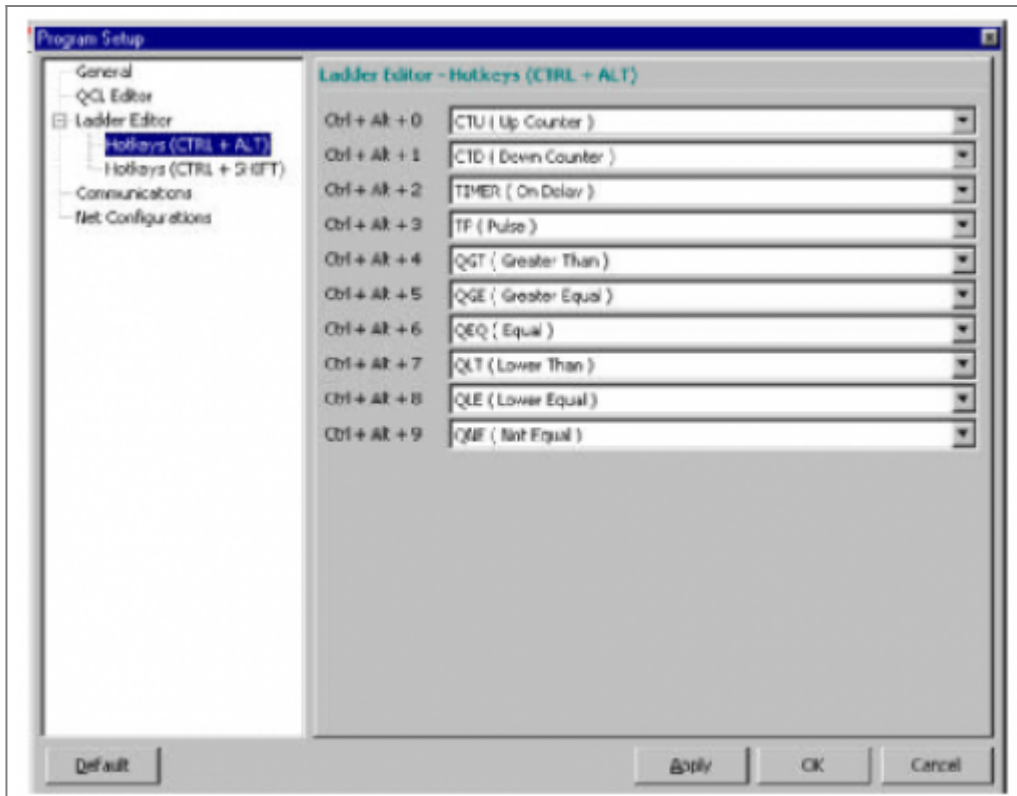 Program Setup
General
QCL Editor
Ladder Editor
Hotkeys (CTRL + ALT)
Hotkeys (CTRL + SHIFT)
Communications
Net Configurations
Ladder Editor - Hotkeys (CTRL + ALT)
Ctrl + Alt + 0 CTU ( Up Counter )
Ctrl + Alt + 1 CTD ( Down Counter )
Ctrl + Alt + 2 TIMER ( On Delay )
Ctrl + Alt + 3 TP ( Pulse )
Ctrl + Alt + 4 QGT ( Greater Than )
Ctrl + Alt + 5 QGE ( Greater Equal )
Ctrl + Alt + 6 QEQ ( Equal )
Ctrl + Alt + 7 QLT ( Lower Than )
Ctrl + Alt + 8 QLE ( Lower Equal )
Ctrl + Alt + 9 QNE ( Not Equal )
Default Apply OK Cancel